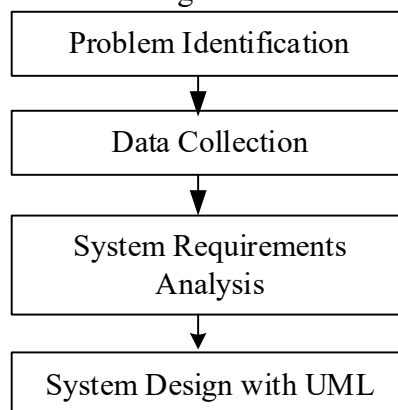 Problem Identification
Data Collection
System Requirements
Analysis
System Design with UML